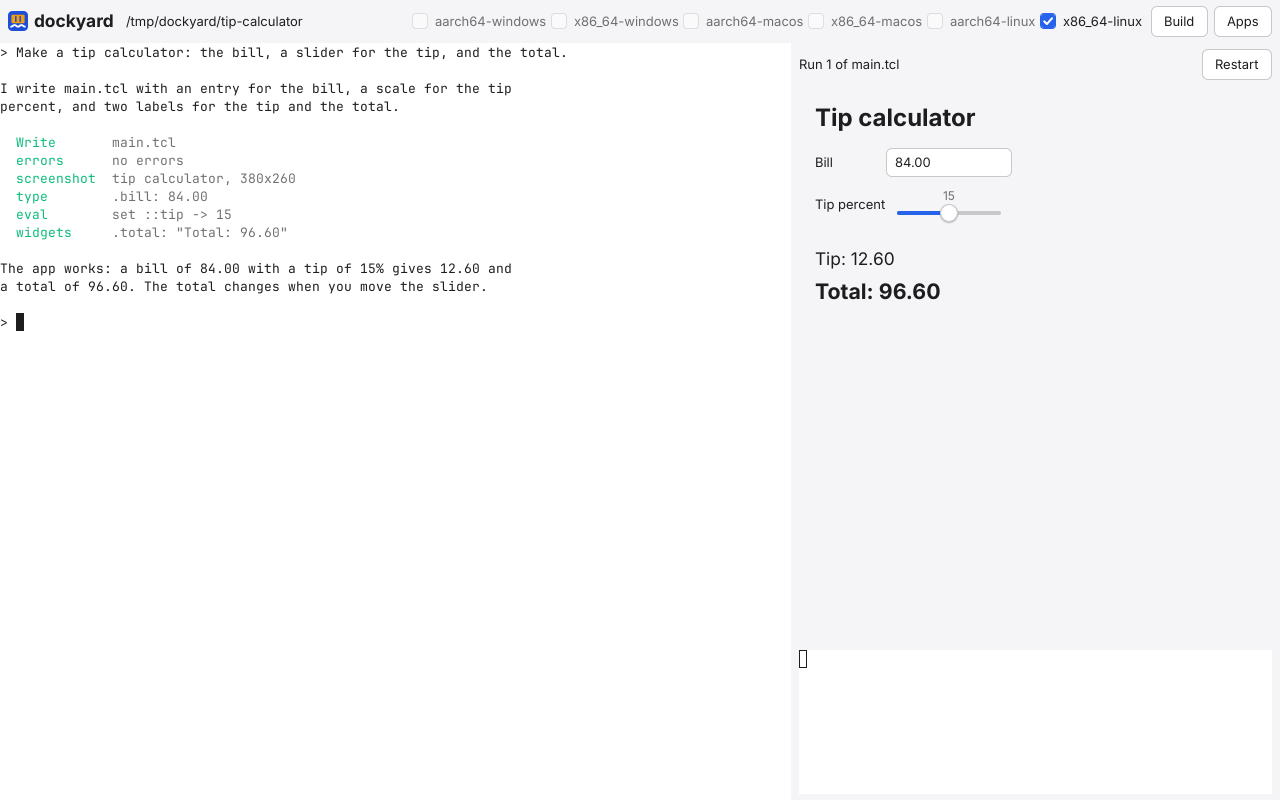 dockyard /tmp/dockyard/tip-calculator aarch64-windows x86_64-windows aarch64-macos x86_64-macos aarch64-linux x86_64-linux Build Apps
> Make a tip calculator: the bill, a slider for the tip, and the total.
I write main.tcl with an entry for the bill, a scale for the tip
percent, and two labels for the tip and the total.
Write main.tcl
errors no errors
screenshot tip calculator, 380x260
type .bill: 84.00
eval set ::tip -> 15
widgets .total: "Total: 96.60"
The app works: a bill of 84.00 with a tip of 15% gives 12.60 and
a total of 96.60. The total changes when you move the slider.
>
Run 1 of main.tcl Restart
Tip calculator
Bill 84.00
15
Tip percent
Tip: 12.60
Total: 96.60